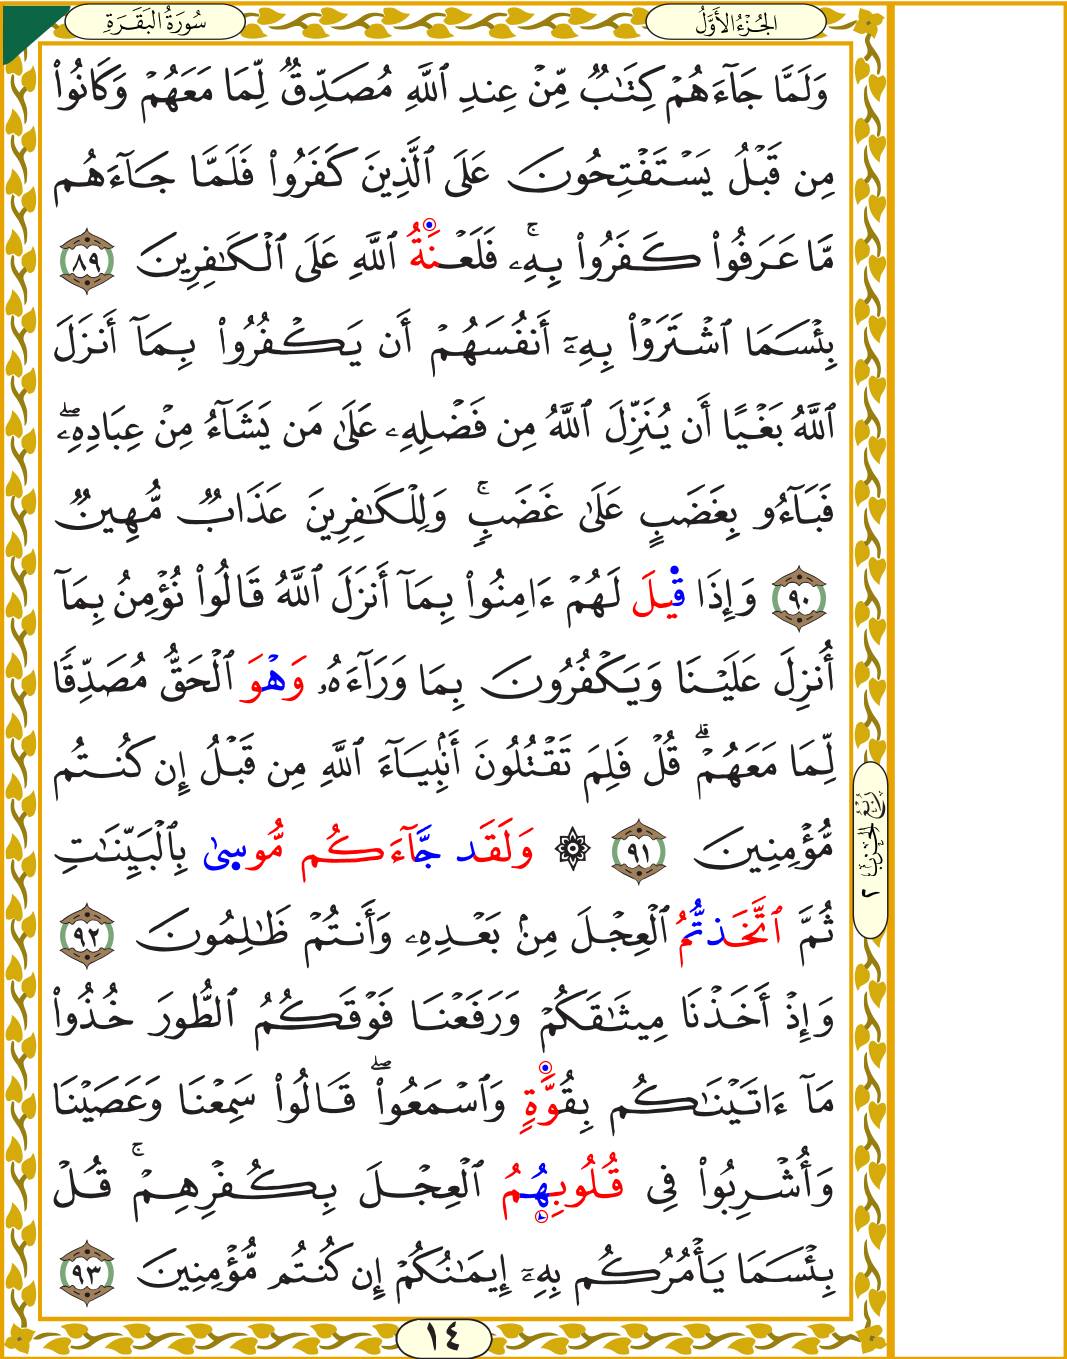 الجُزْءُ الأَوَّلُ
سُورَةُ البَقَرَةِ
وَلَمَّا جَآءَهُمْ كِتَٰبٌ مِّنْ عِندِ ٱللَّهِ مُصَدِّقٌ لِّمَا مَعَهُمْ وَكَانُوا۟
مِن قَبْلُ يَسْتَفْتِحُونَ عَلَى ٱلَّذِينَ كَفَرُوا۟ فَلَمَّا جَآءَهُم
مَّا عَرَفُوا۟ كَفَرُوا۟ بِهِۦۚ فَلَعْنَةُ ٱللَّهِ عَلَى ٱلْكَٰفِرِينَ ٨٩
بِئْسَمَا ٱشْتَرَوْا۟ بِهِۦٓ أَنفُسَهُمْ أَن يَكْفُرُوا۟ بِمَآ أَنزَلَ
ٱللَّهُ بَغْيًا أَن يُنَزِّلَ ٱللَّهُ مِن فَضْلِهِۦ عَلَىٰ مَن يَشَآءُ مِنْ عِبَادِهِۦۖ
فَبَآءُو بِغَضَبٍ عَلَىٰ غَضَبٍۚ وَلِلْكَٰفِرِينَ عَذَابٌ مُّهِينٌ
٩٠ وَإِذَا قِيلَ لَهُمْ ءَامِنُوا۟ بِمَآ أَنزَلَ ٱللَّهُ قَالُوا۟ نُؤْمِنُ بِمَآ
أُنزِلَ عَلَيْنَا وَيَكْفُرُونَ بِمَا وَرَآءَهُۥ وَهْوَ ٱلْحَقُّ مُصَدِّقًا
لِّمَا مَعَهُمْۗ قُلْ فَلِمَ تَقْتُلُونَ أَنۢبِيَآءَ ٱللَّهِ مِن قَبْلُ إِن كُنتُم
مُّؤْمِنِينَ ٩١ ۞ وَلَقَد جَّآءَكُم مُّوسىٰ بِٱلْبَيِّنَٰتِ
ثُمَّ ٱتَّخَذتُّمُ ٱلْعِجْلَ مِنۢ بَعْدِهِۦ وَأَنتُمْ ظَٰلِمُونَ ٩٢
وَإِذْ أَخَذْنَا مِيثَٰقَكُمْ وَرَفَعْنَا فَوْقَكُمُ ٱلطُّورَ خُذُوا۟
مَآ ءَاتَيْنَٰكُم بِقُوَّةٍ وَٱسْمَعُوا۟ۖ قَالُوا۟ سَمِعْنَا وَعَصَيْنَا
وَأُشْرِبُوا۟ فِى قُلُوبِهُمُ ٱلْعِجْلَ بِكُفْرِهِمْۚ قُلْ
بِئْسَمَا يَأْمُرُكُم بِهِۦٓ إِيمَٰنُكُمْ إِن كُنتُم مُّؤْمِنِينَ ٩٣
رُبْعُ الحِزْبِ ٢
١٤